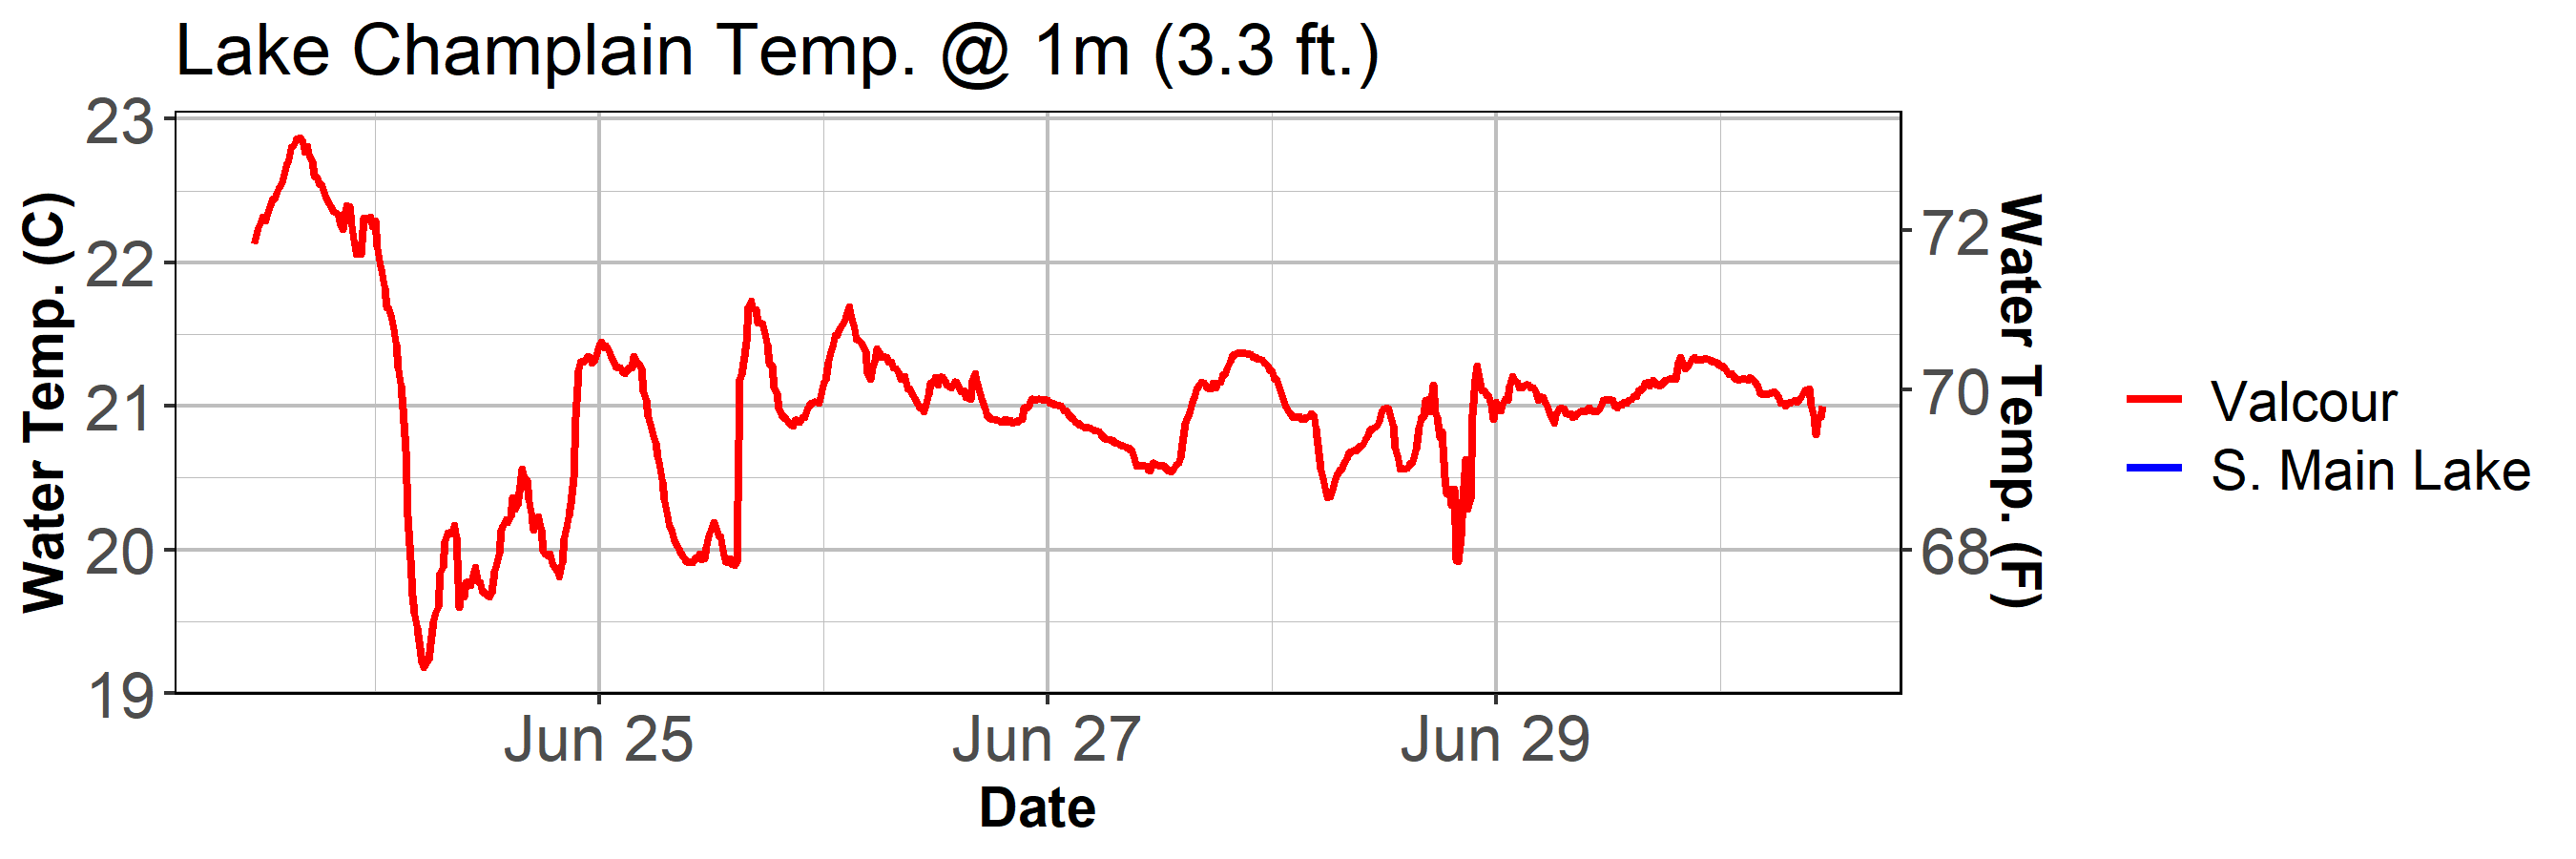 Lake Champlain Temp. @ 1m (3.3 ft.)
Water Temp. (C)
23
22
21
20
19
72
70
68
Water Temp. (F)
Jun 25
Jun 27
Jun 29
Date
Valcour
S. Main Lake